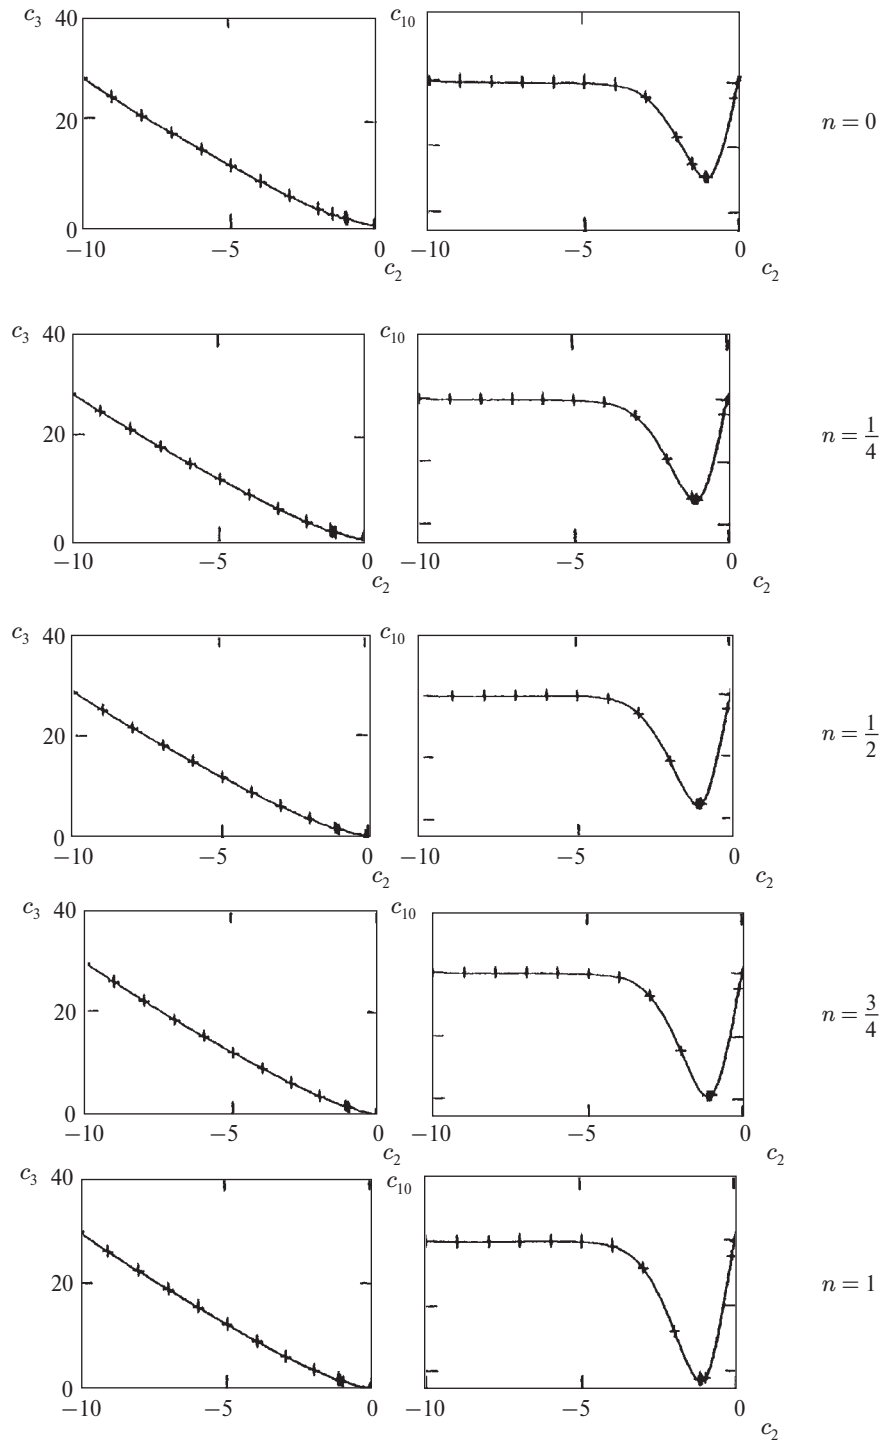 c₃ 40 c₁₀
20 n = 0
0
−10 −5 0 −10 −5 0
c₂ c₂
c₃ 40 c₁₀
20 n = 1/4
0
−10 −5 0 −10 −5 0
c₂ c₂
c₃ 40 c₁₀
20 n = 1/2
0
−10 −5 0 −10 −5 0
c₂ c₂
c₃ 40 c₁₀
20 n = 3/4
0
−10 −5 0 −10 −5 0
c₂ c₂
c₃ 40 c₁₀
20 n = 1
0
−10 −5 0 −10 −5 0
c₂